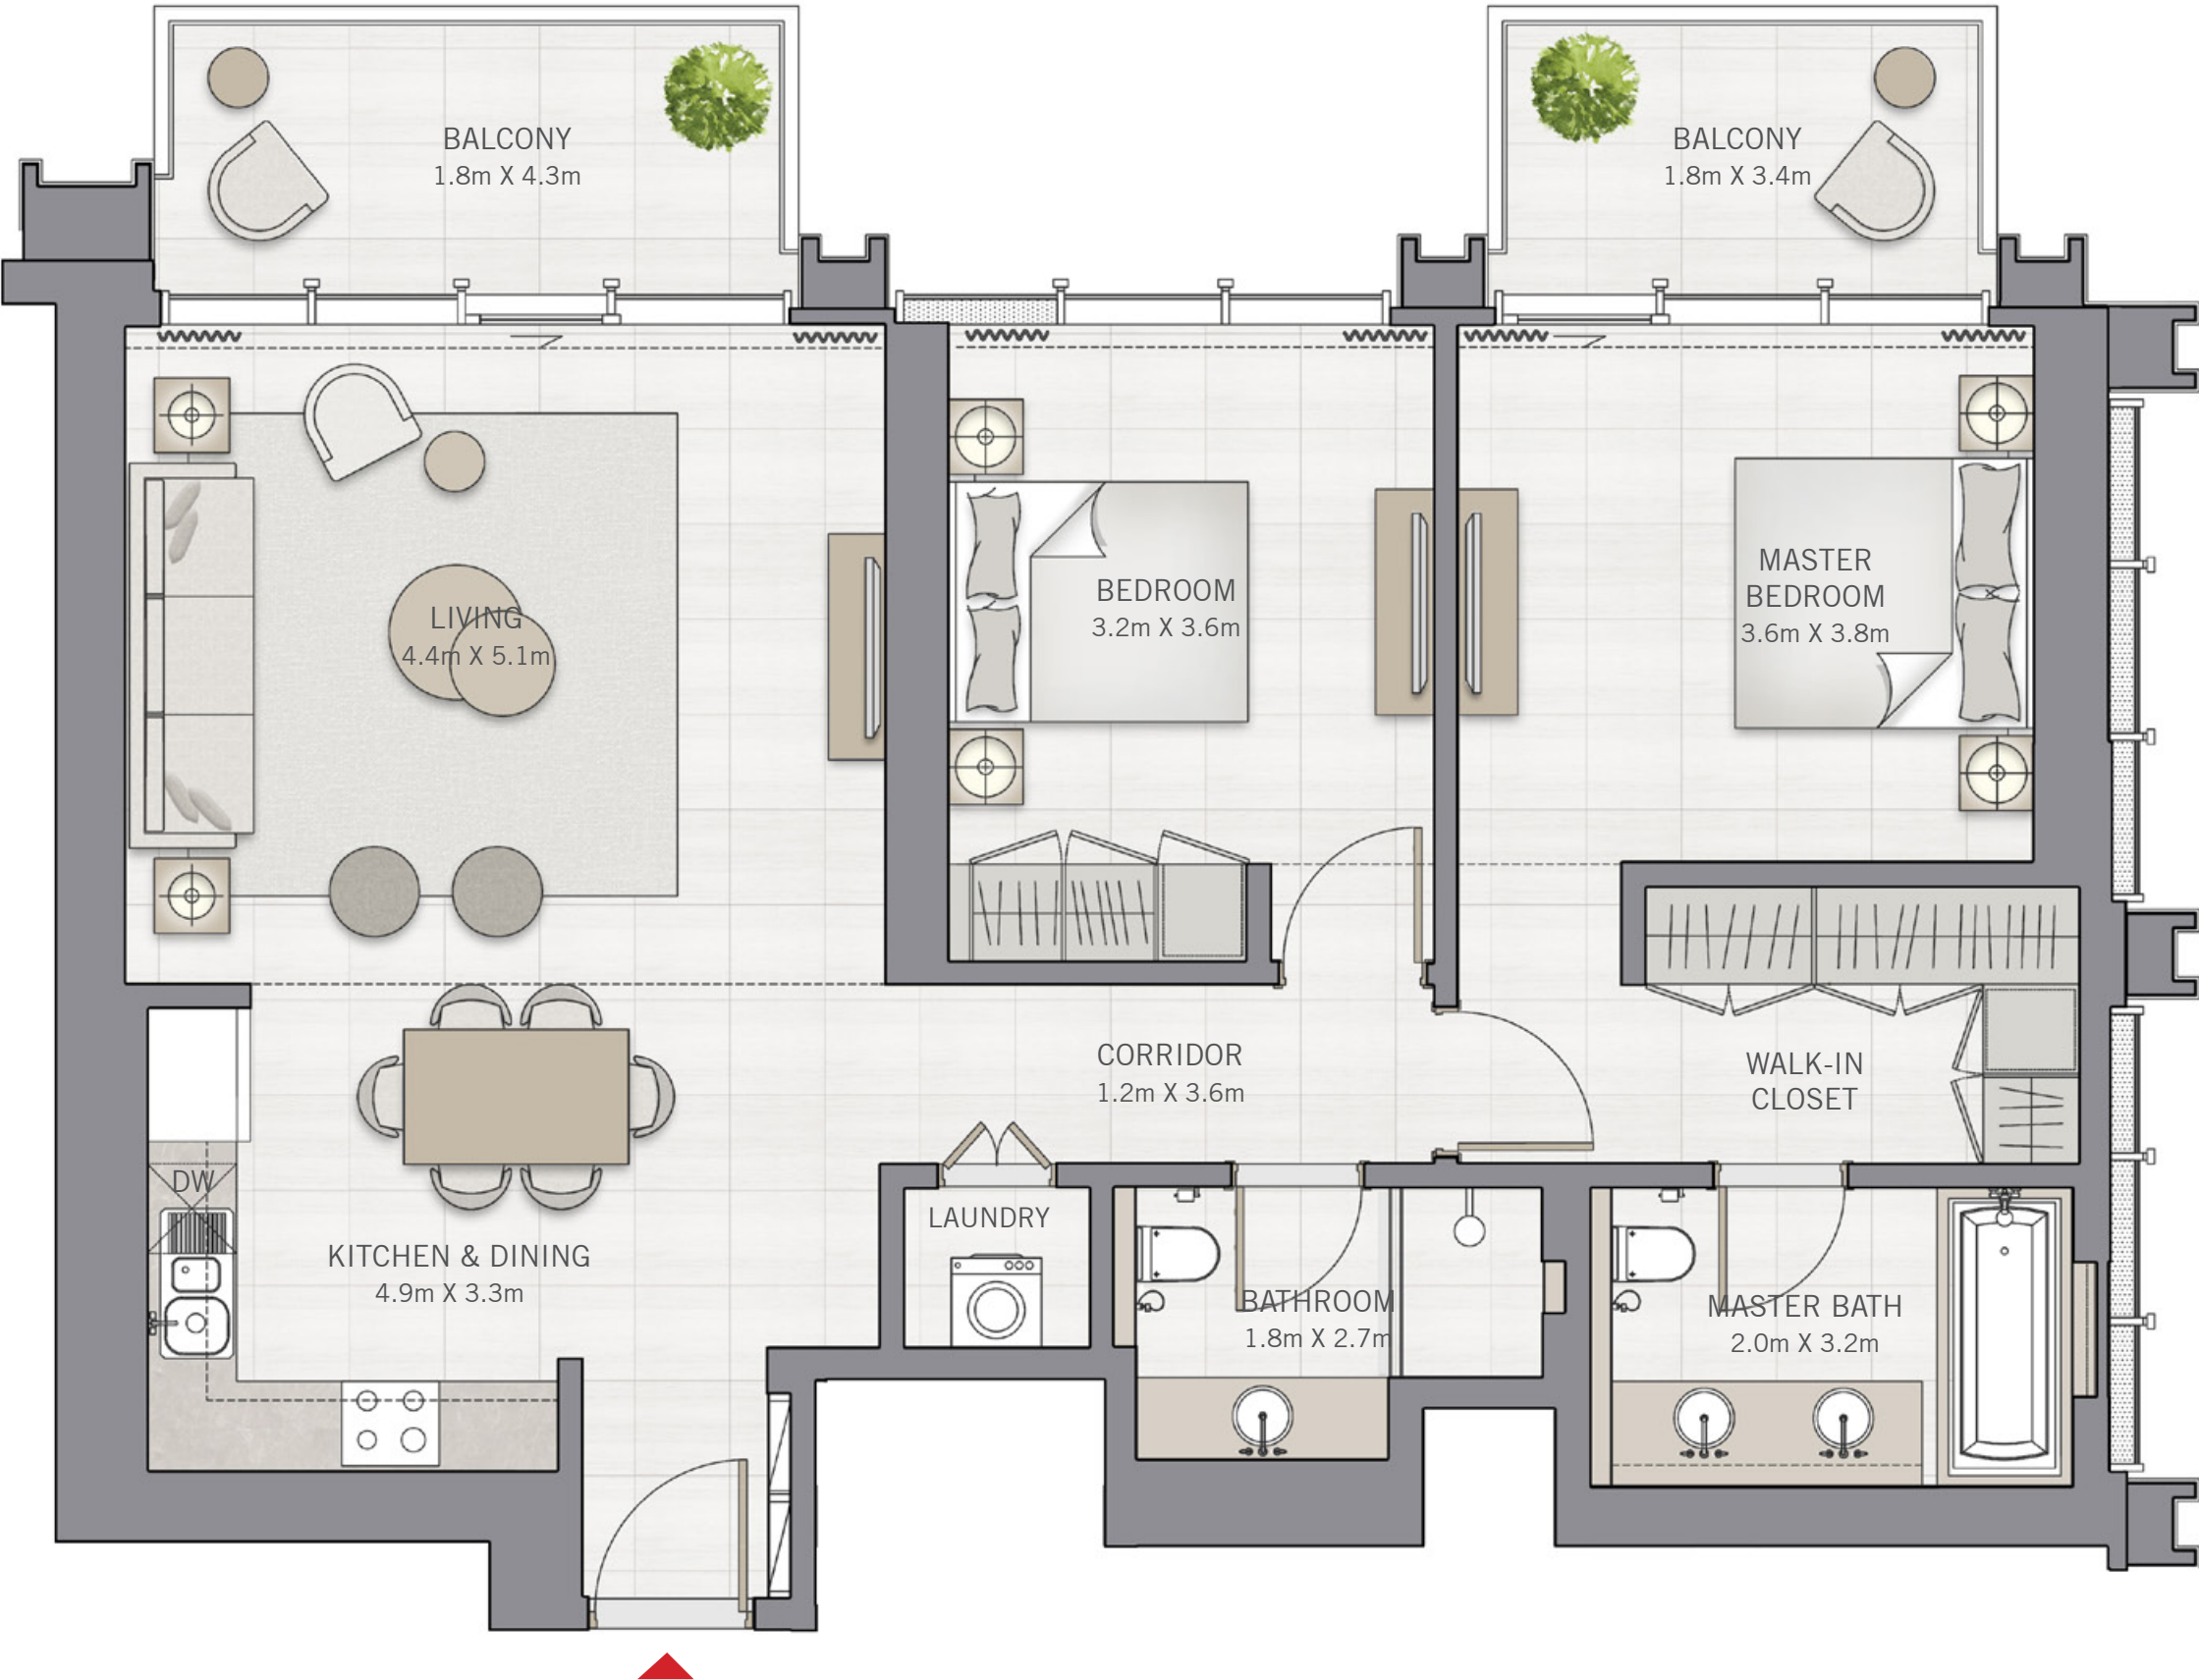 BALCONY
1.8m X 4.3m
BALCONY
1.8m X 3.4m
LIVING
4.4m X 5.1m
BEDROOM
3.2m X 3.6m
MASTER
BEDROOM
3.6m X 3.8m
CORRIDOR
1.2m X 3.6m
WALK-IN
CLOSET
DW
KITCHEN & DINING
4.9m X 3.3m
LAUNDRY
BATHROOM
1.8m X 2.7m
MASTER BATH
2.0m X 3.2m